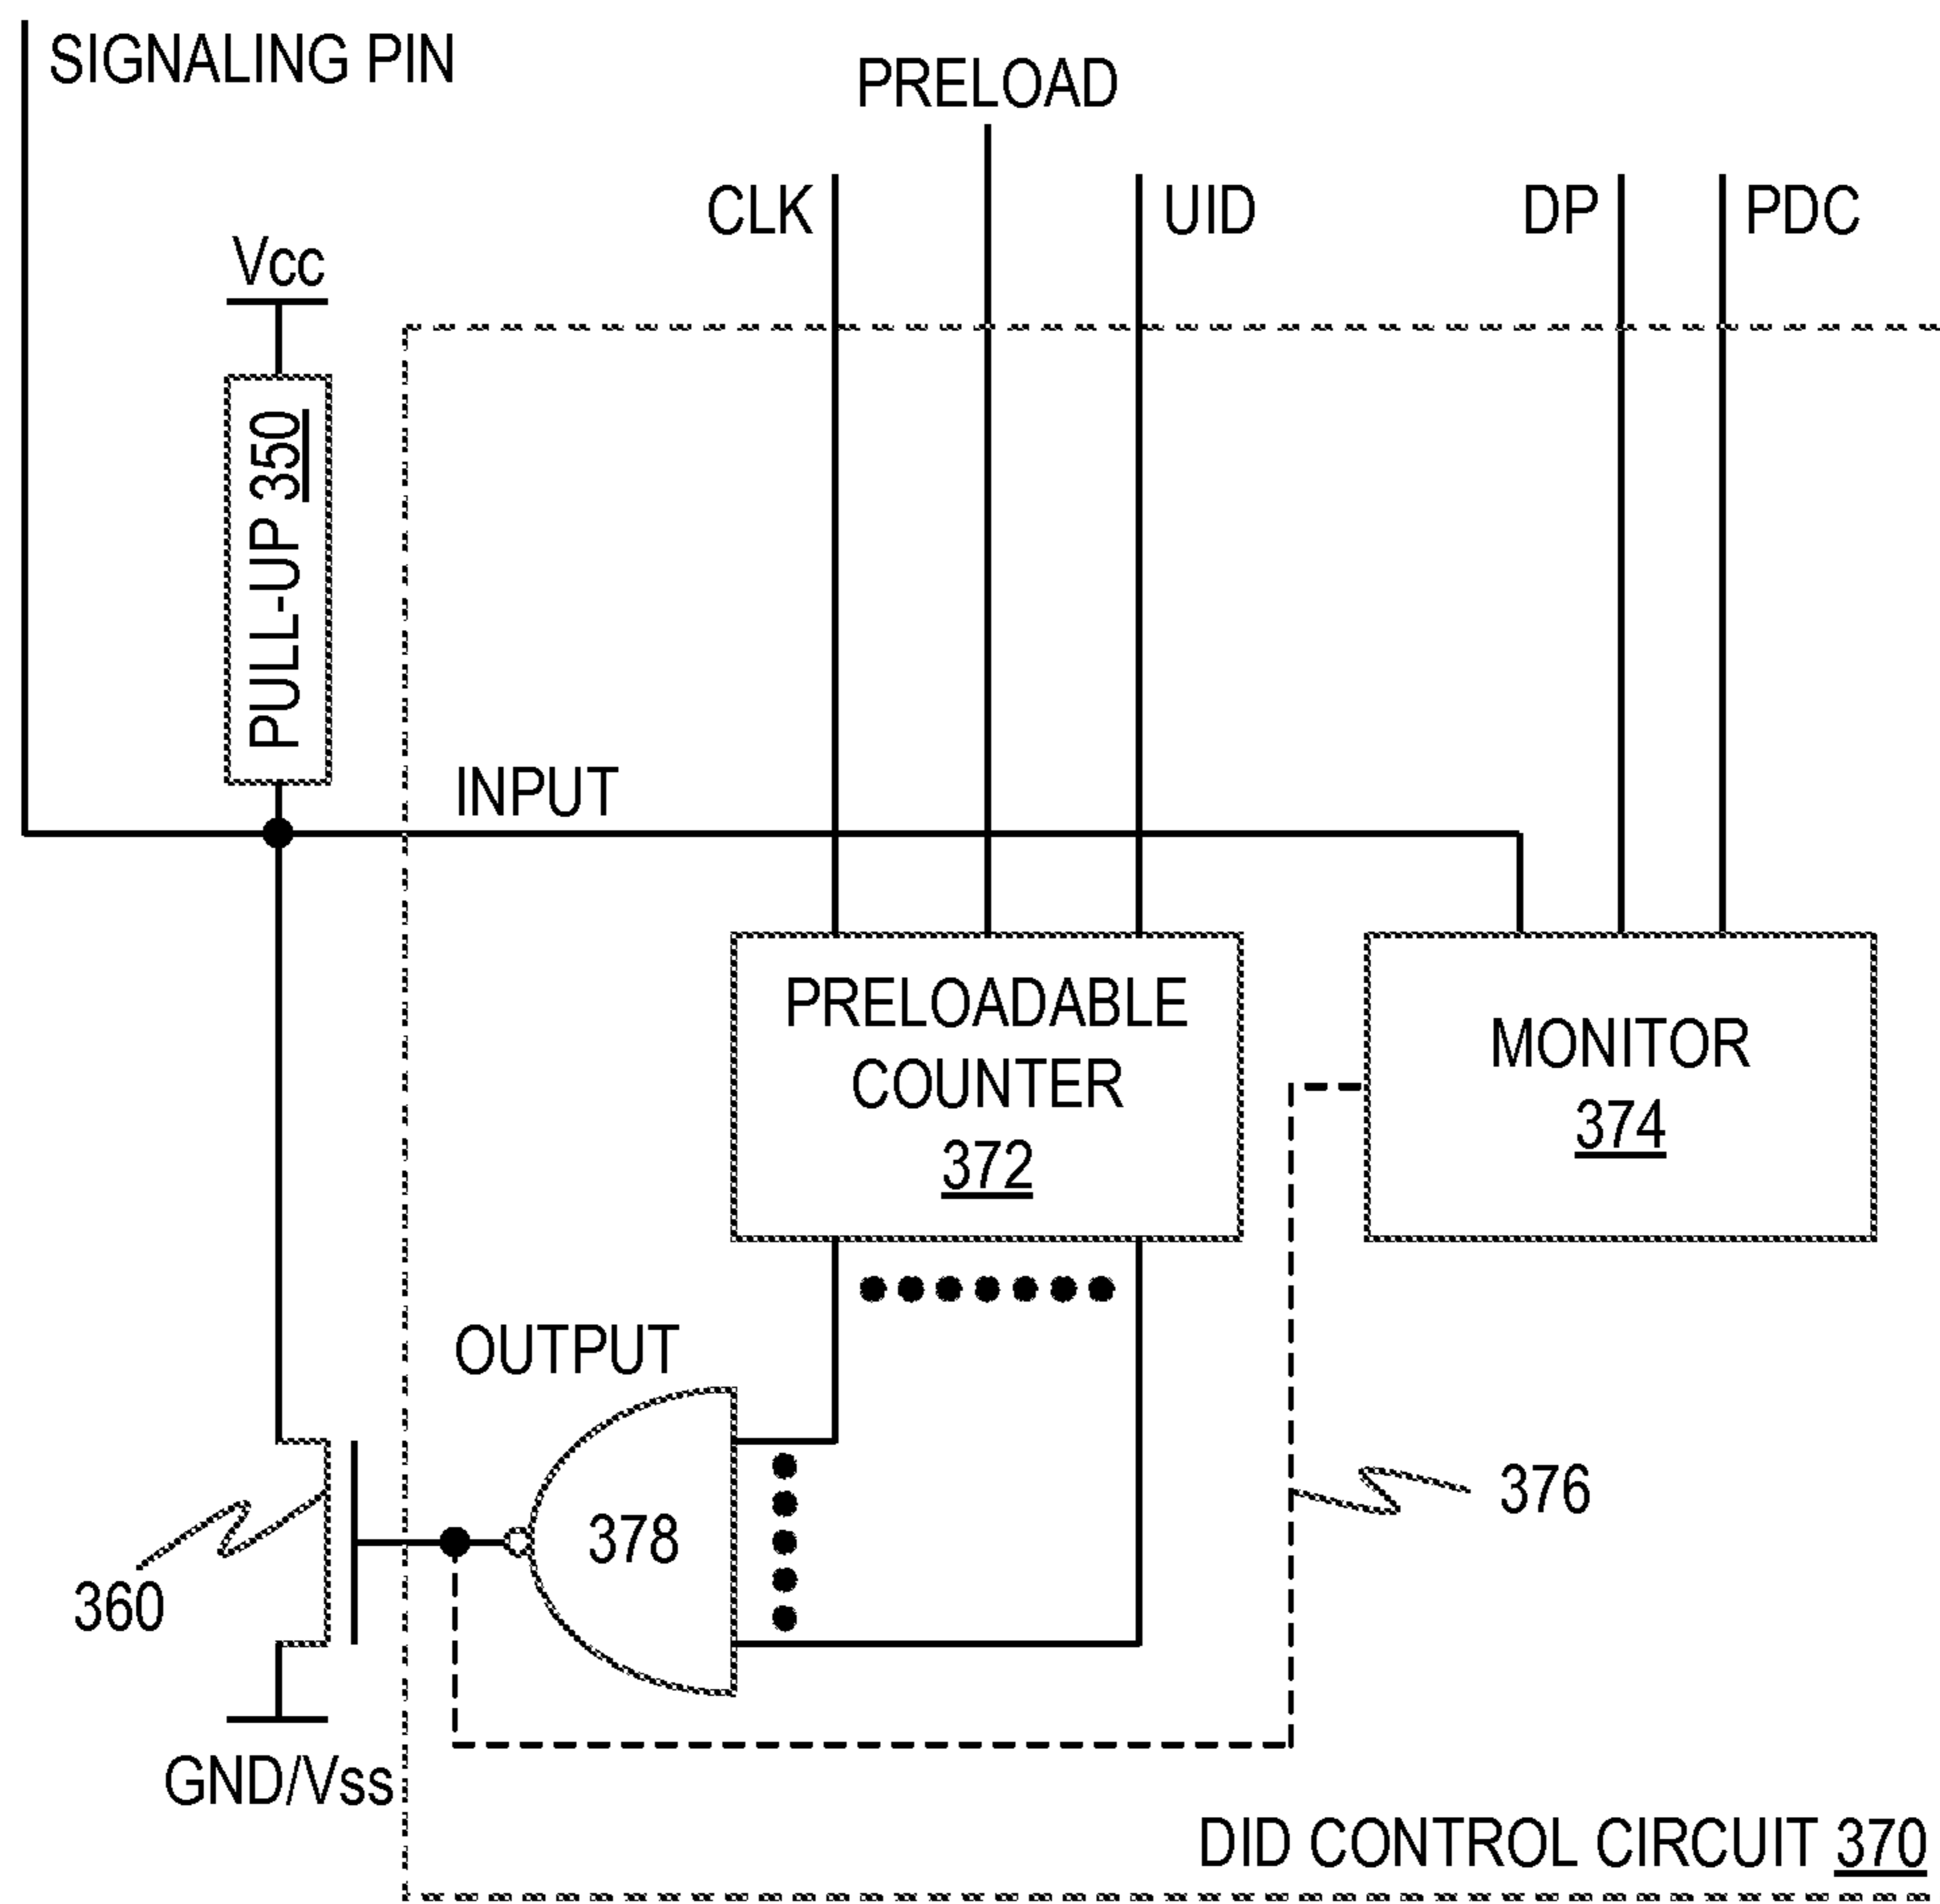 SIGNALING PIN
PRELOAD
CLK
UID
DP
PDC
Vcc
PULL-UP 350
INPUT
PRELOADABLE
COUNTER
372
MONITOR
374
OUTPUT
378
376
360
GND/Vss
DID CONTROL CIRCUIT 370